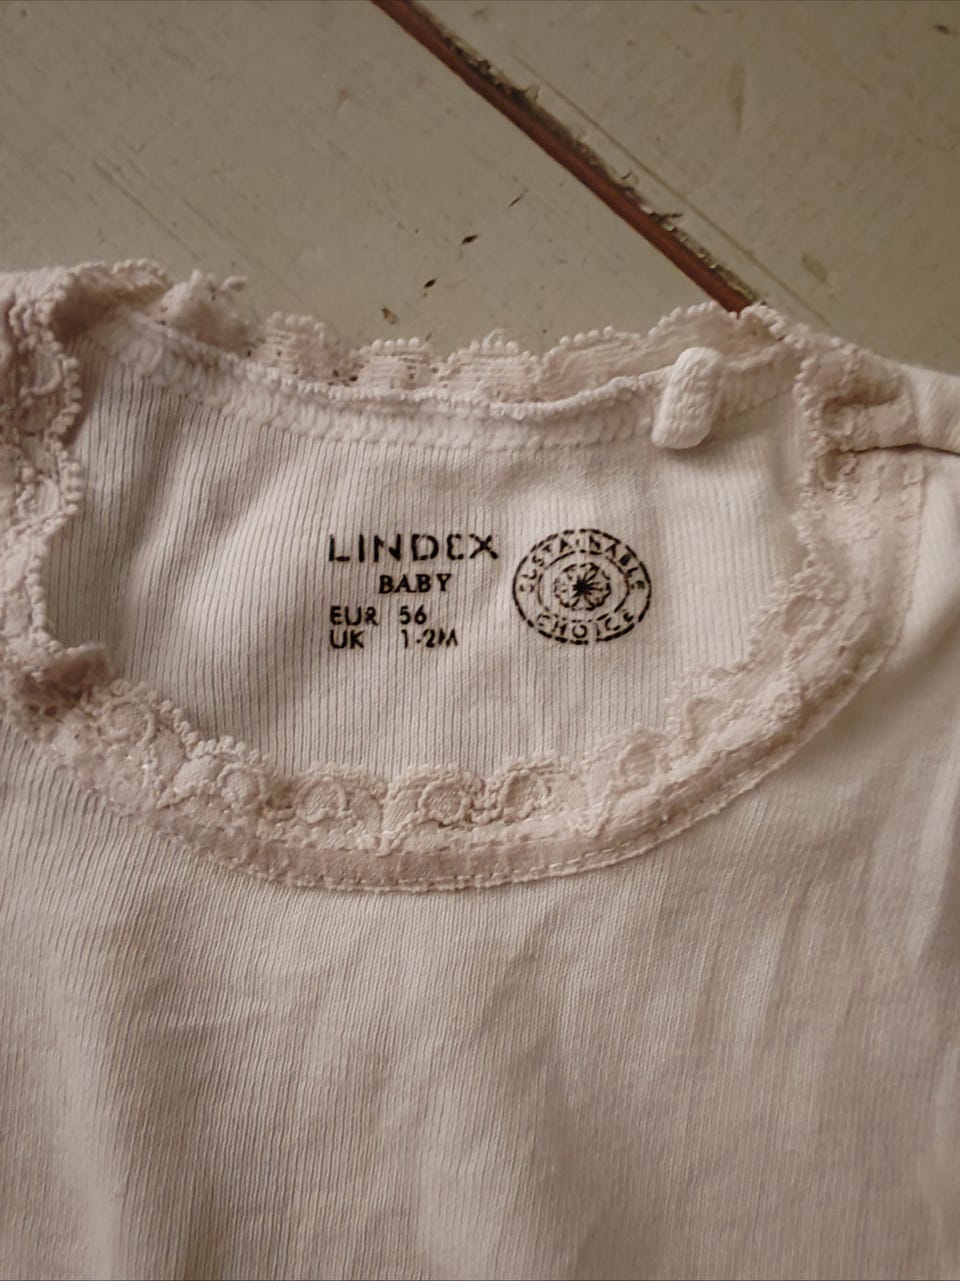 LINDEX
BABY
EUR 56
UK 1-2M
SUSTAINABLE
CHOICE